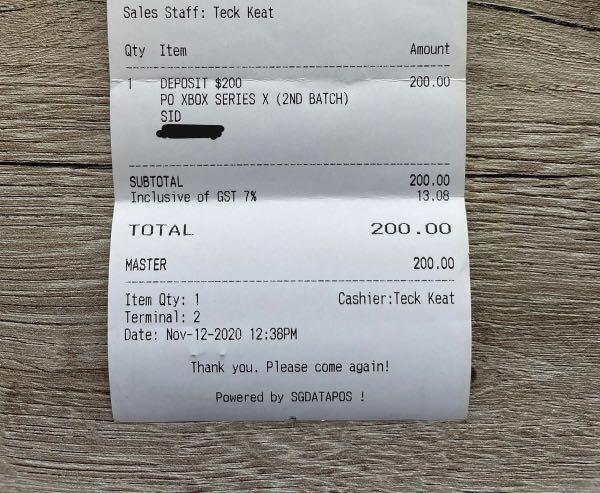 Sales Staff: Teck Keat
Qty Item Amount
1 DEPOSIT $200 200.00
PO XBOX SERIES X (2ND BATCH)
SID
SUBTOTAL 200.00
Inclusive of GST 7% 13.08
TOTAL 200.00
MASTER 200.00
Item Qty: 1 Cashier:Teck Keat
Terminal: 2
Date: Nov-12-2020 12:38PM
Thank you. Please come again!
Powered by SGDATAPOS !